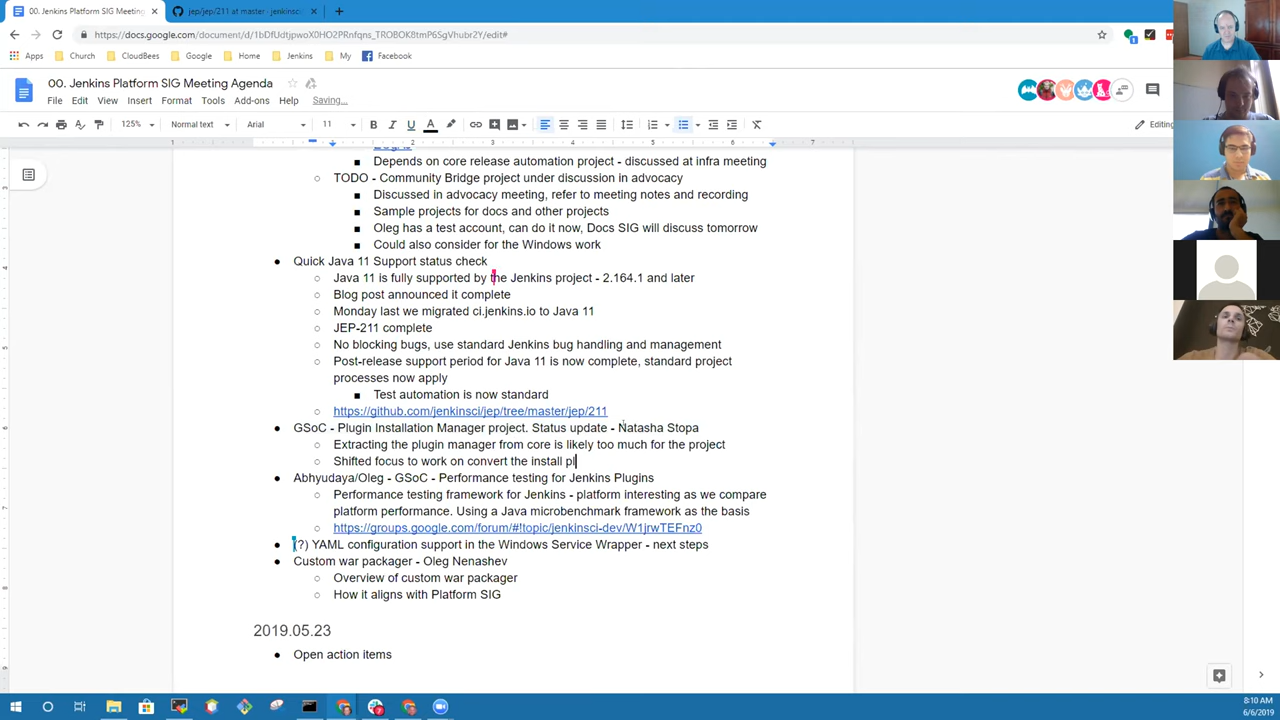 00. Jenkins Platform SIG Meeting
jep/jep/211 at master · jenkinsci
https://docs.google.com/document/d/1bDfUdtjpwoX0HO2PRnfqns_TROBOK8tmP6SgVhubr2Y/edit#
Apps Church CloudBees Google Home Jenkins My Facebook
00. Jenkins Platform SIG Meeting Agenda
File Edit View Insert Format Tools Add-ons Help Saving...
125% Normal text Arial 11 Editing
Depends on core release automation project - discussed at infra meeting
TODO - Community Bridge project under discussion in advocacy
Discussed in advocacy meeting, refer to meeting notes and recording
Sample projects for docs and other projects
Oleg has a test account, can do it now, Docs SIG will discuss tomorrow
Could also consider for the Windows work
Quick Java 11 Support status check
Java 11 is fully supported by the Jenkins project - 2.164.1 and later
Blog post announced it complete
Monday last we migrated ci.jenkins.io to Java 11
JEP-211 complete
No blocking bugs, use standard Jenkins bug handling and management
Post-release support period for Java 11 is now complete, standard project
processes now apply
Test automation is now standard
https://github.com/jenkinsci/jep/tree/master/jep/211
GSoC - Plugin Installation Manager project. Status update - Natasha Stopa
Extracting the plugin manager from core is likely too much for the project
Shifted focus to work on convert the install pl
Abhyudaya/Oleg - GSoC - Performance testing for Jenkins Plugins
Performance testing framework for Jenkins - platform interesting as we compare
platform performance. Using a Java microbenchmark framework as the basis
https://groups.google.com/forum/#!topic/jenkinsci-dev/W1jrwTEFnz0
(?) YAML configuration support in the Windows Service Wrapper - next steps
Custom war packager - Oleg Nenashev
Overview of custom war packager
How it aligns with Platform SIG
2019.05.23
Open action items
8:10 AM
6/6/2019